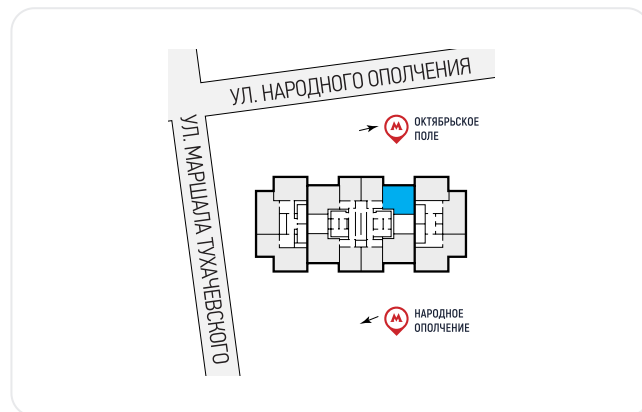 УЛ. НАРОДНОГО ОПОЛЧЕНИЯ
УЛ. МАРШАЛА ТУХАЧЕВСКОГО
ОКТЯБРЬСКОЕ
ПОЛЕ
НАРОДНОЕ
ОПОЛЧЕНИЕ